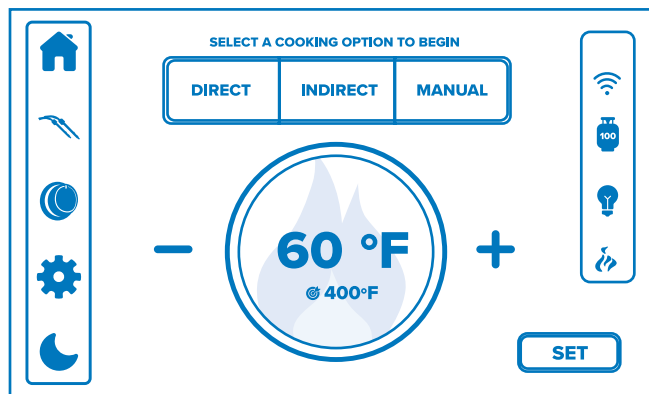 SELECT A COOKING OPTION TO BEGIN
DIRECT INDIRECT MANUAL
100
60 °F
400°F
SET